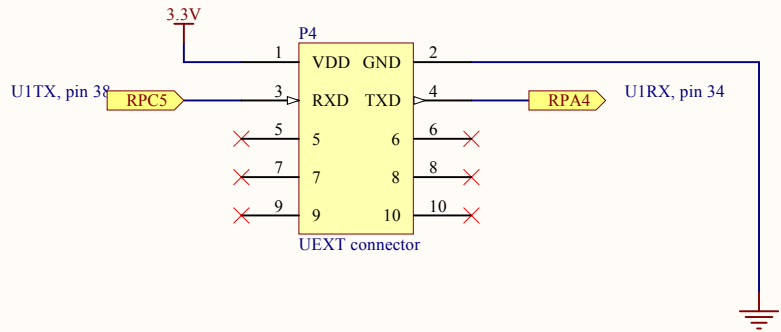 3.3V
P4
1 VDD GND 2
U1TX, pin 38 RPC5 3 RXD TXD 4 RPA4 U1RX, pin 34
5 5 6 6
7 7 8 8
9 9 10 10
UEXT connector